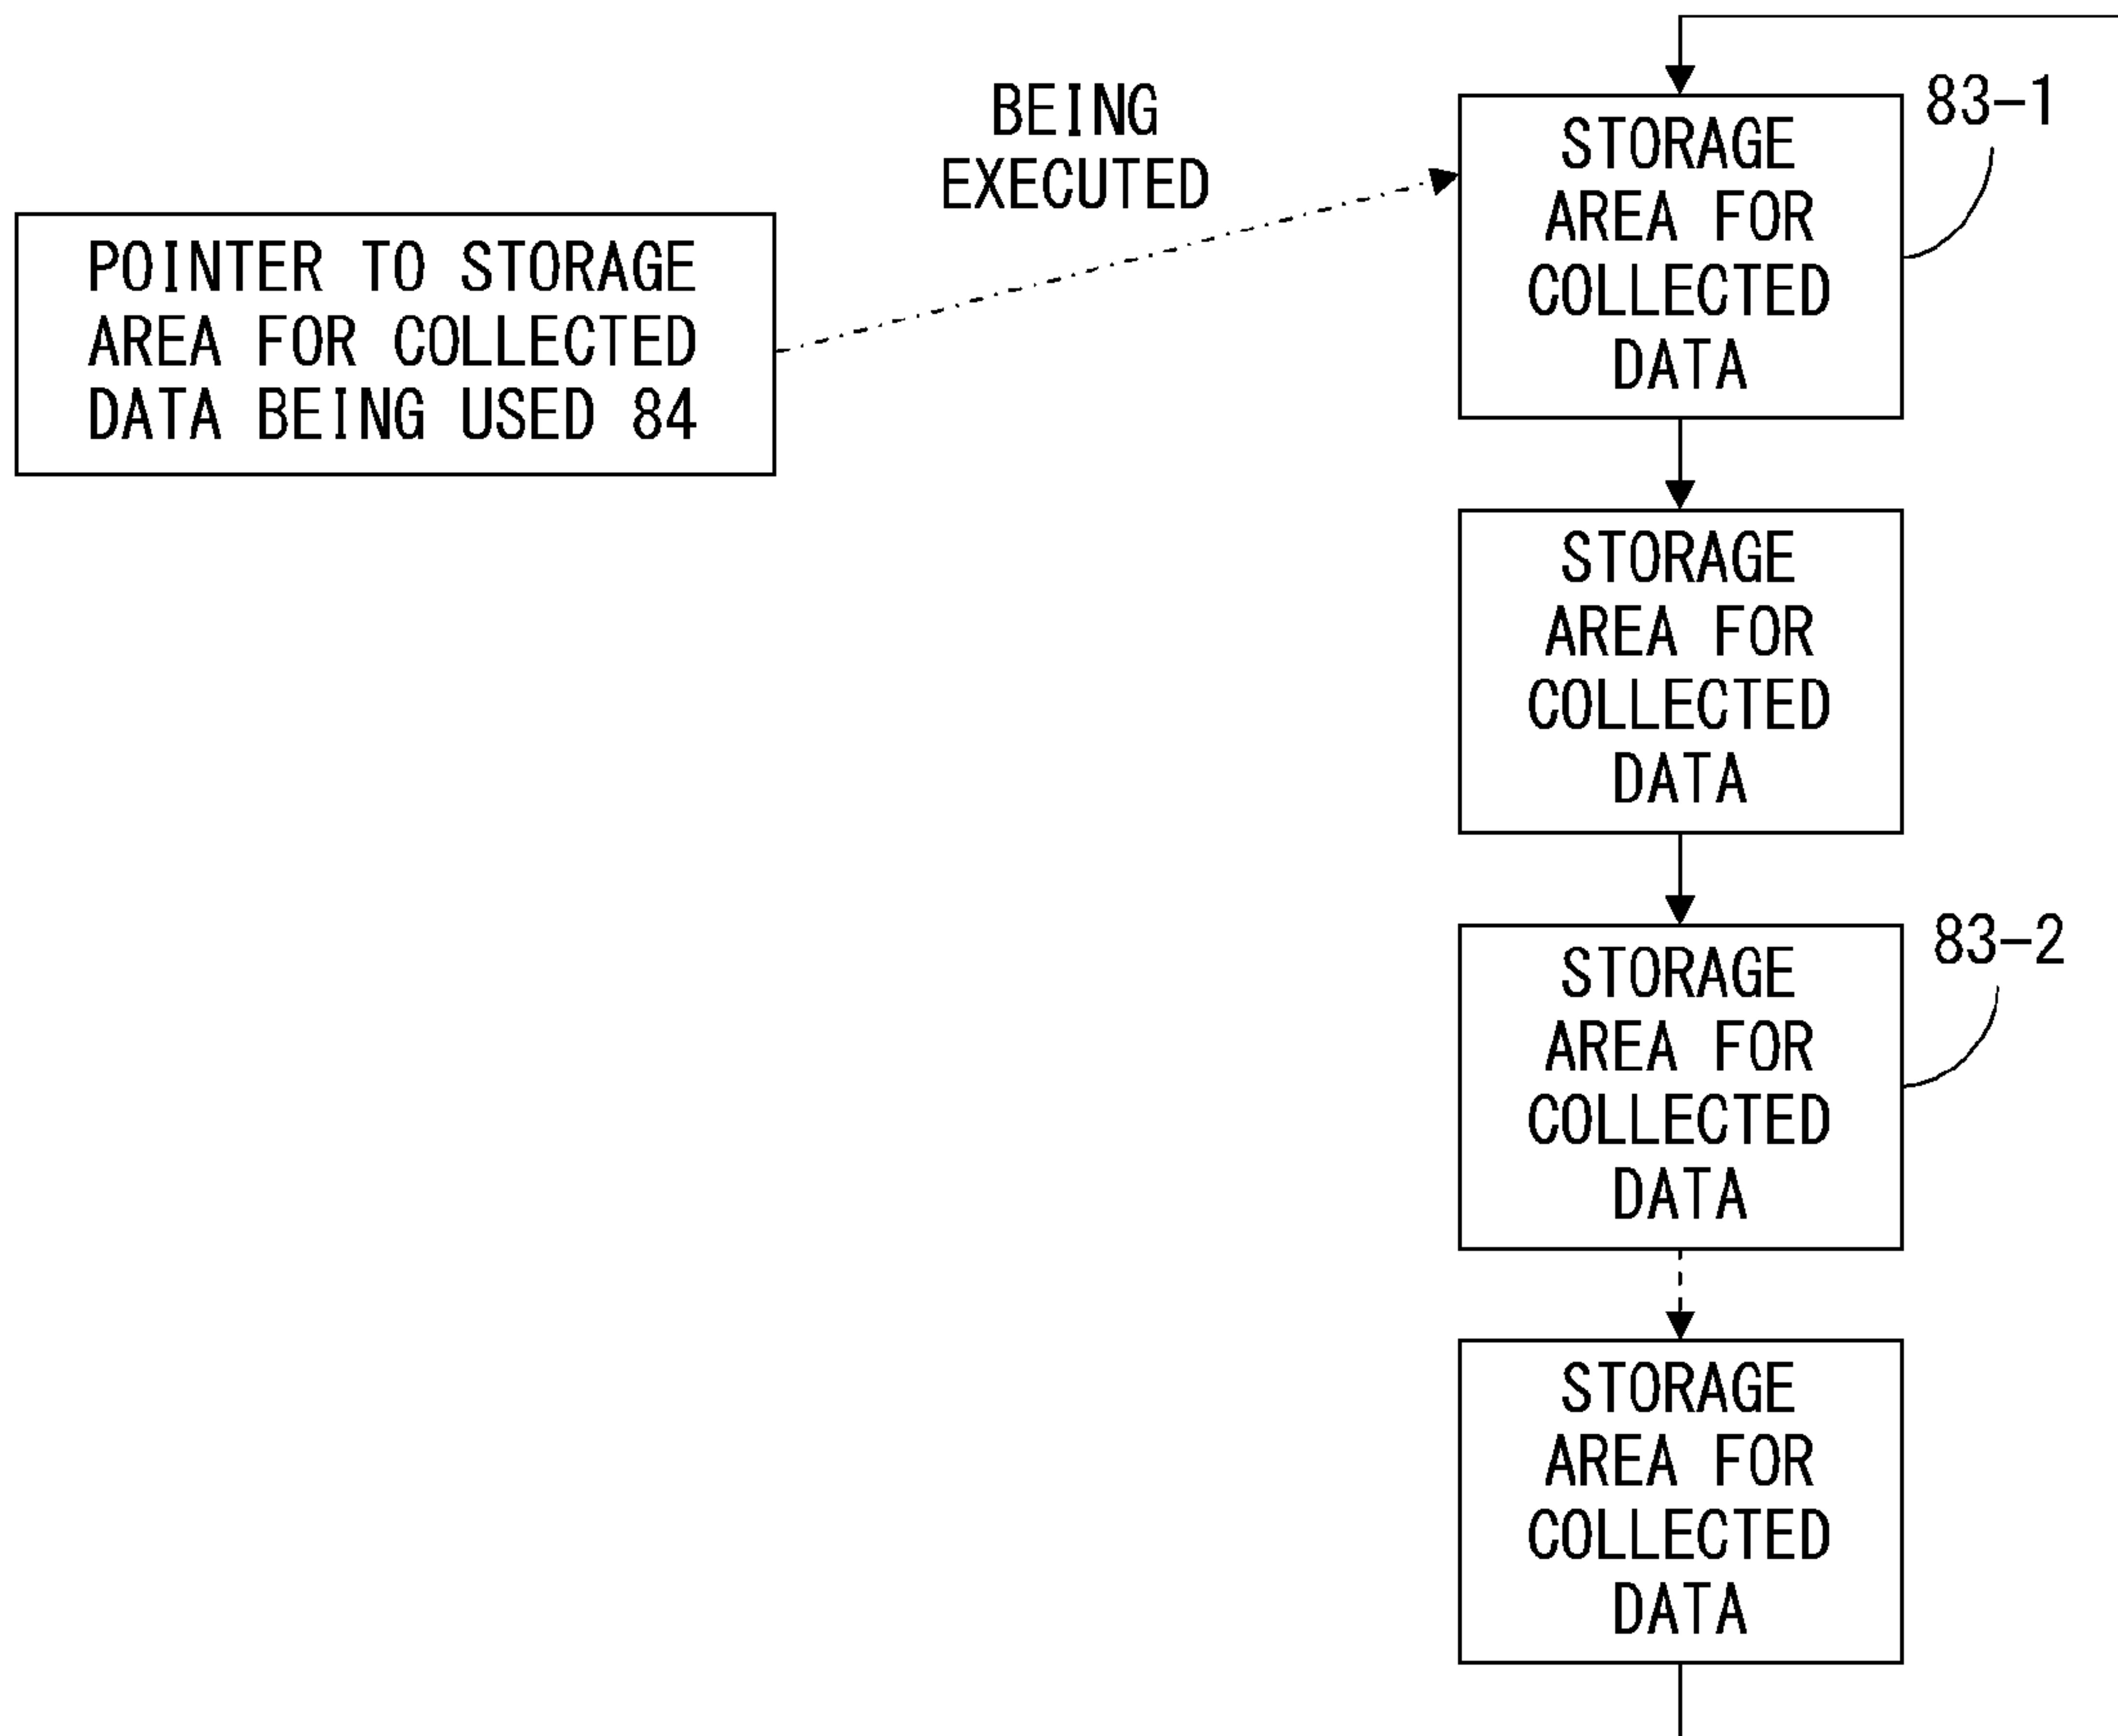 BEING
EXECUTED
POINTER TO STORAGE
AREA FOR COLLECTED
DATA BEING USED 84
83-1
STORAGE
AREA FOR
COLLECTED
DATA
STORAGE
AREA FOR
COLLECTED
DATA
83-2
STORAGE
AREA FOR
COLLECTED
DATA
STORAGE
AREA FOR
COLLECTED
DATA